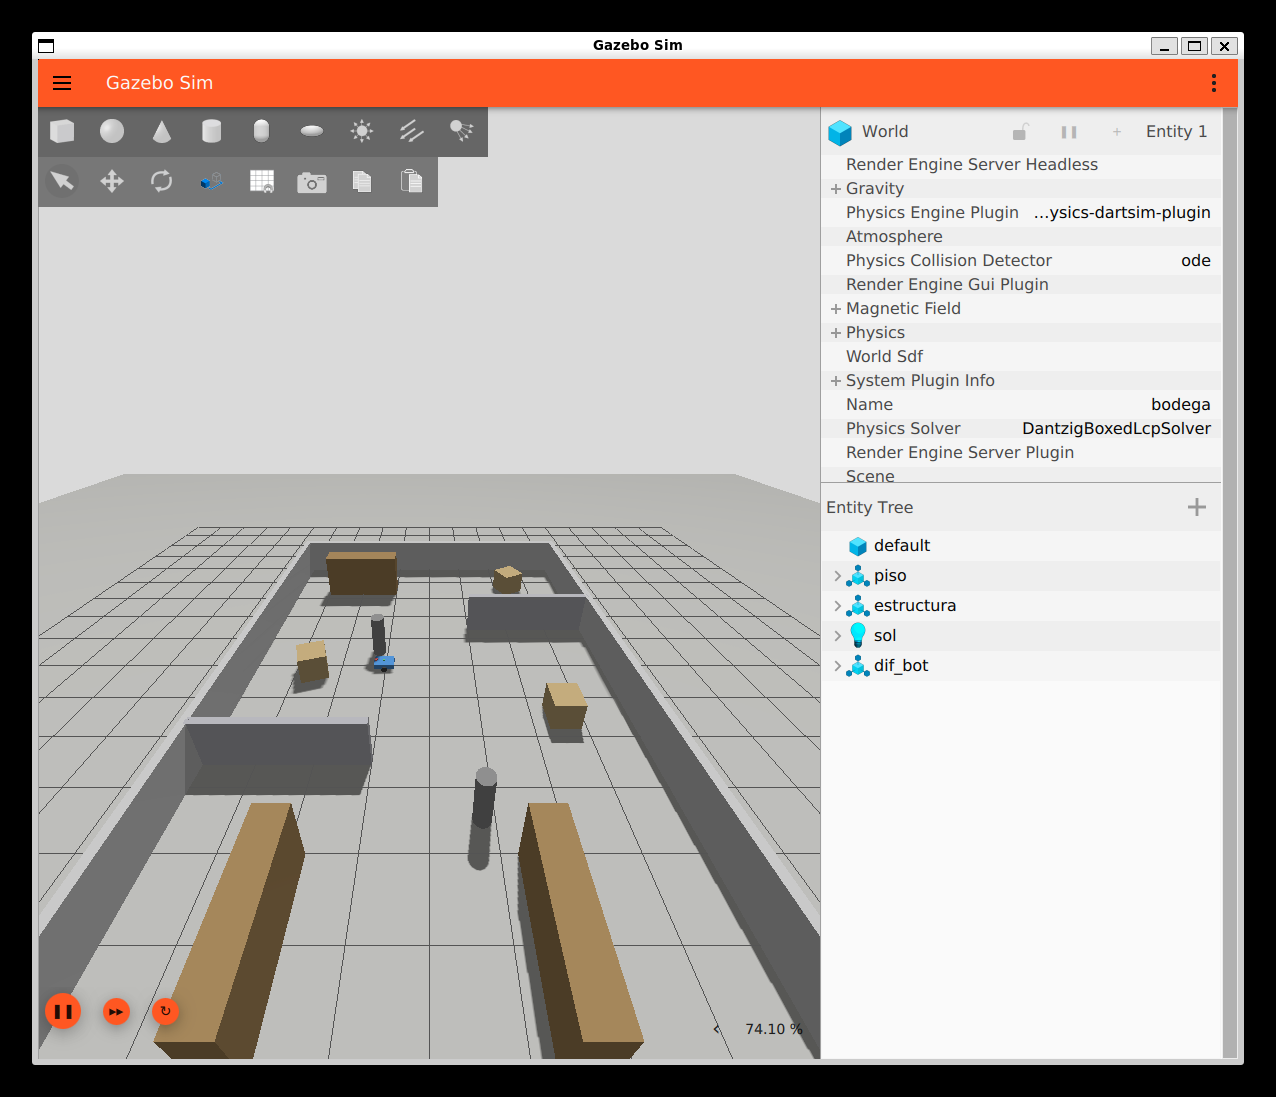 Gazebo Sim
Gazebo Sim
World
Entity 1
Render Engine Server Headless
Gravity
Physics Engine Plugin …ysics-dartsim-plugin
Atmosphere
Physics Collision Detector ode
Render Engine Gui Plugin
Magnetic Field
Physics
World Sdf
System Plugin Info
Name bodega
Physics Solver DantzigBoxedLcpSolver
Render Engine Server Plugin
Scene
Entity Tree
default
piso
estructura
sol
dif_bot
74.10 %